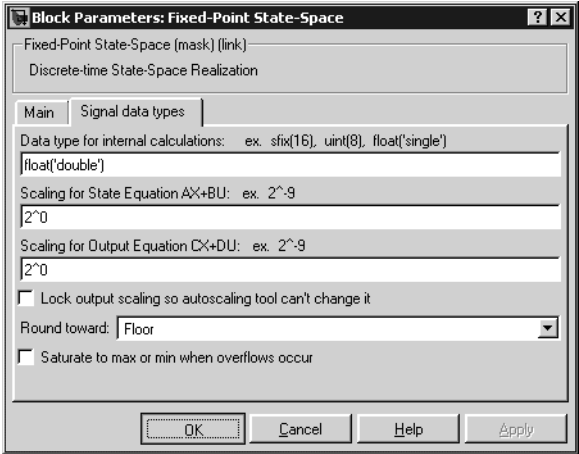 Block Parameters: Fixed-Point State-Space
Fixed-Point State-Space (mask) (link)
Discrete-time State-Space Realization
Main Signal data types
Data type for internal calculations: ex. sfix(16), uint(8), float('single')
float('double')
Scaling for State Equation AX+BU: ex. 2^-9
2^0
Scaling for Output Equation CX+DU: ex. 2^-9
2^0
Lock output scaling so autoscaling tool can't change it
Round toward: Floor
Saturate to max or min when overflows occur
OK Cancel Help Apply